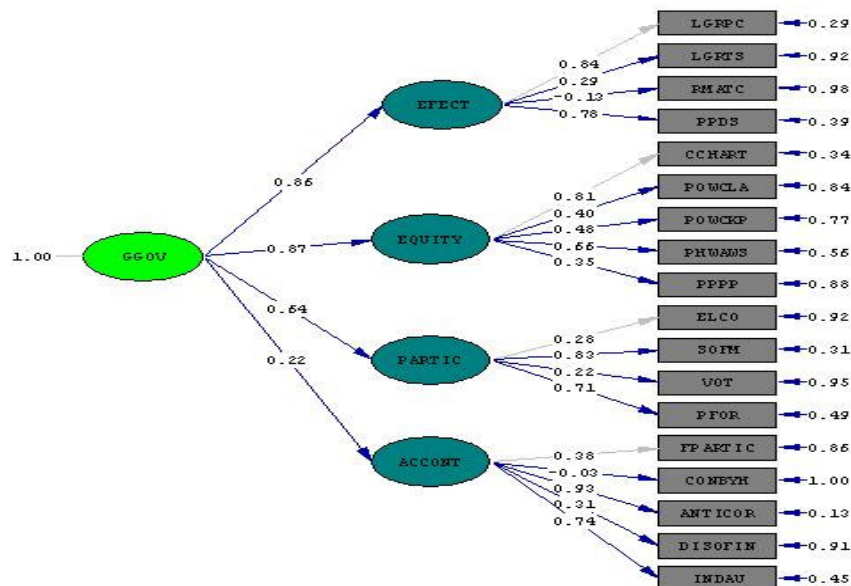 LGRPC 0.29
LGRTS 0.92
RMATC 0.98
PPDS 0.39
CCHART 0.34
POWCLA 0.84
POWCKP 0.77
PHWAWS 0.56
PPPP 0.88
ELCO 0.92
SOFM 0.31
VOT 0.95
PFOR 0.49
FPARTIC 0.86
CONBYH 1.00
ANTICOR 0.13
DISOFIN 0.91
INDAU 0.45
0.84
0.29
-0.13
0.78
EFECT
0.81
0.40
0.48
0.66
0.35
EQUITY
0.28
0.83
0.22
0.71
PARTIC
0.38
-0.03
0.93
0.31
0.74
ACCONT
0.86
0.87
0.64
0.22
1.00 GGOV